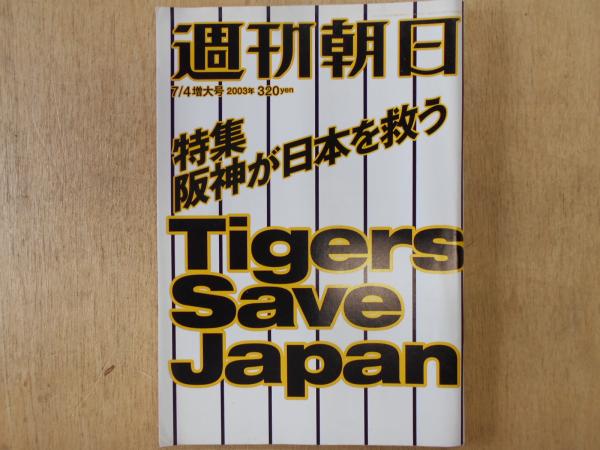 週刊朝日
7/4増大号 2003年 320yen
特集
阪神が日本を救う
Tigers
Save
Japan